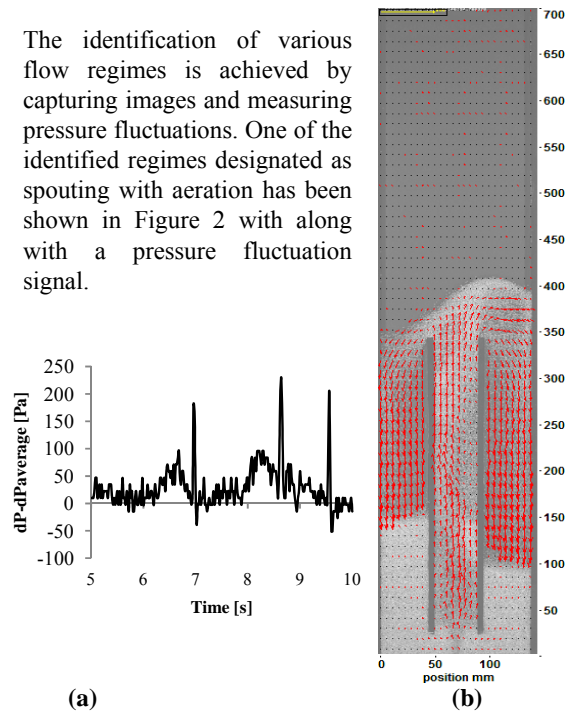 The identification of various
flow regimes is achieved by
capturing images and measuring
pressure fluctuations. One of the
identified regimes designated as
spouting with aeration has been
shown in Figure 2 with along
with a pressure fluctuation
signal.
250
200
150
100
50
0
-50
-100
dP-dPaverage [Pa]
5 6 7 8 9 10
Time [s]
(a)
700
650
600
550
500
450
400
350
300
250
200
150
100
50
0 50 100
position mm
(b)